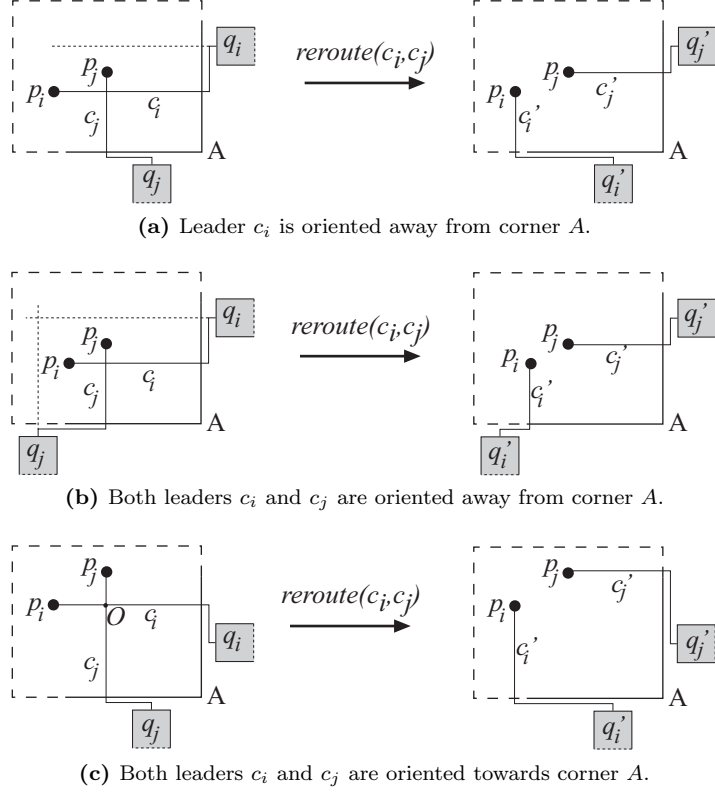 p_i p_j c_j c_i q_i q_j A
reroute(c_i,c_j)
p_i p_j c_i' c_j' q_j' q_i' A
(a) Leader c_i is oriented away from corner A.
p_i p_j c_j c_i q_i q_j A
reroute(c_i,c_j)
p_i p_j c_i' c_j' q_j' q_i' A
(b) Both leaders c_i and c_j are oriented away from corner A.
p_i p_j O c_i c_j q_i q_j A
reroute(c_i,c_j)
p_i p_j c_i' c_j' q_j' q_i' A
(c) Both leaders c_i and c_j are oriented towards corner A.